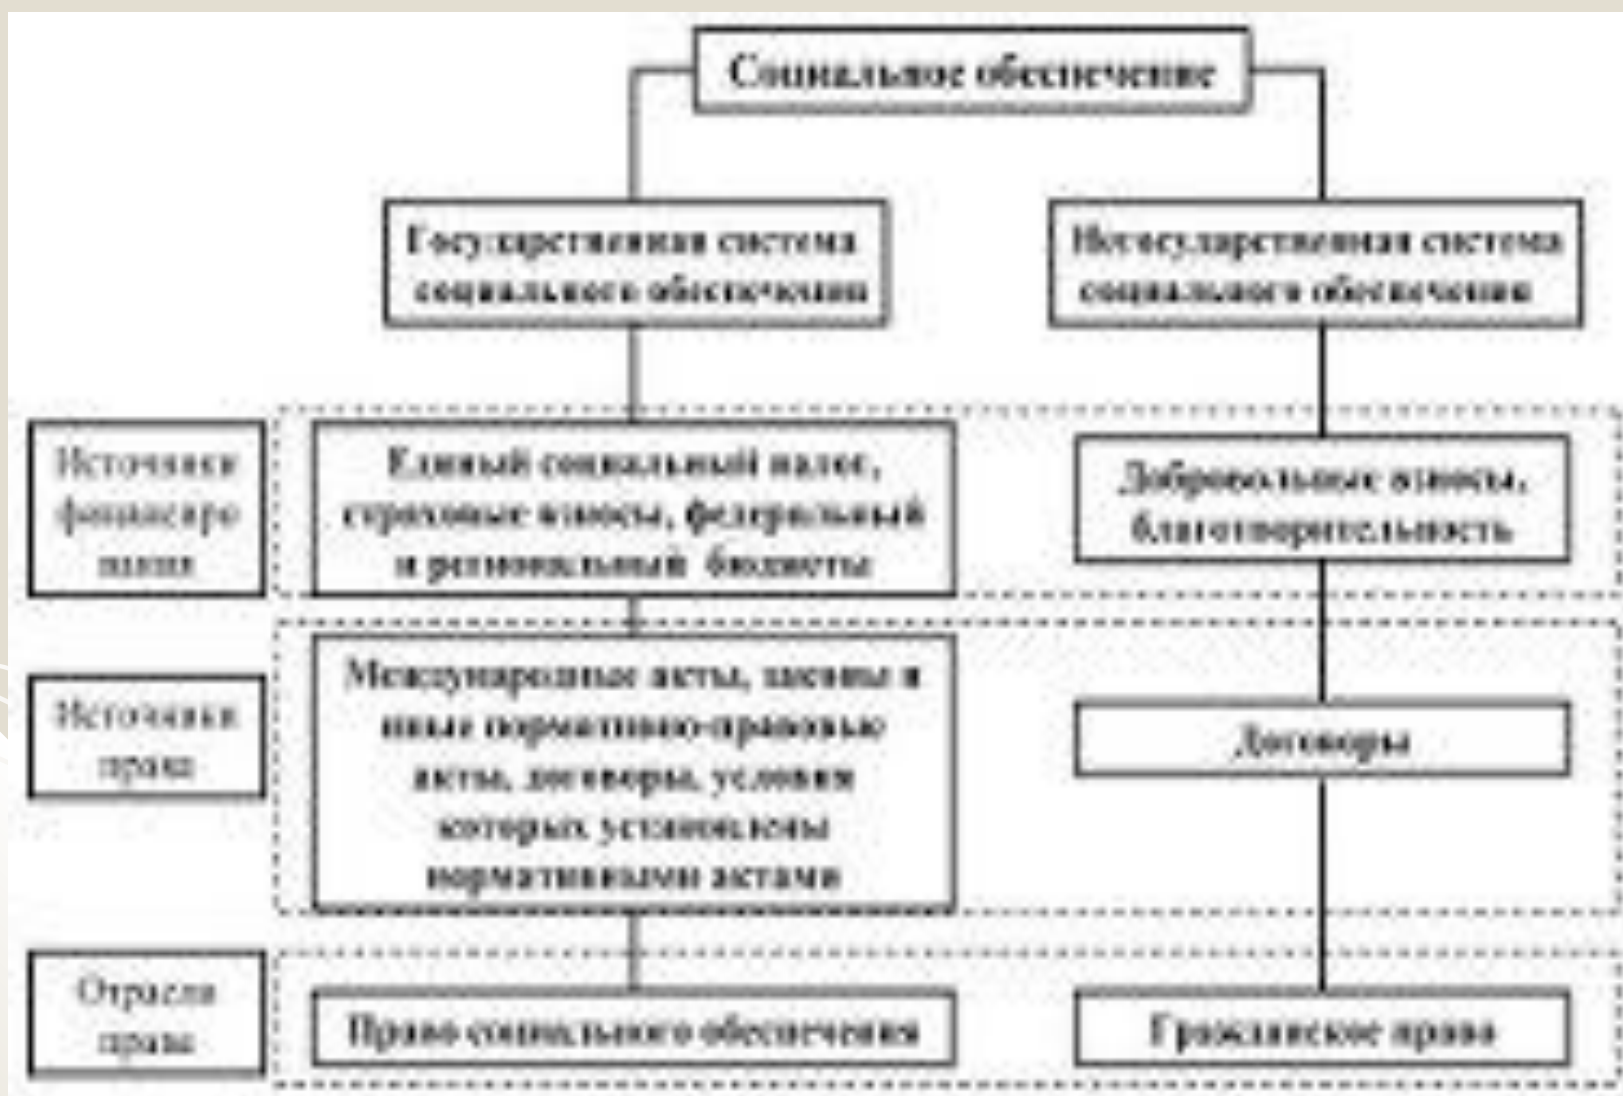 Социальное обеспечение
Государственная система
социального обеспечения
Негосударственная система
социального обеспечения
Источники
финансиро
вания
Единый социальный налог,
страховые взносы, федеральный
и региональный бюджеты
Добровольные взносы,
благотворительность
Источники
права
Международные акты, законы и
иные нормативно-правовые
акты, договоры, условия
которых установлены
нормативными актами
Договоры
Отрасли
права
Право социального обеспечения
Гражданское право